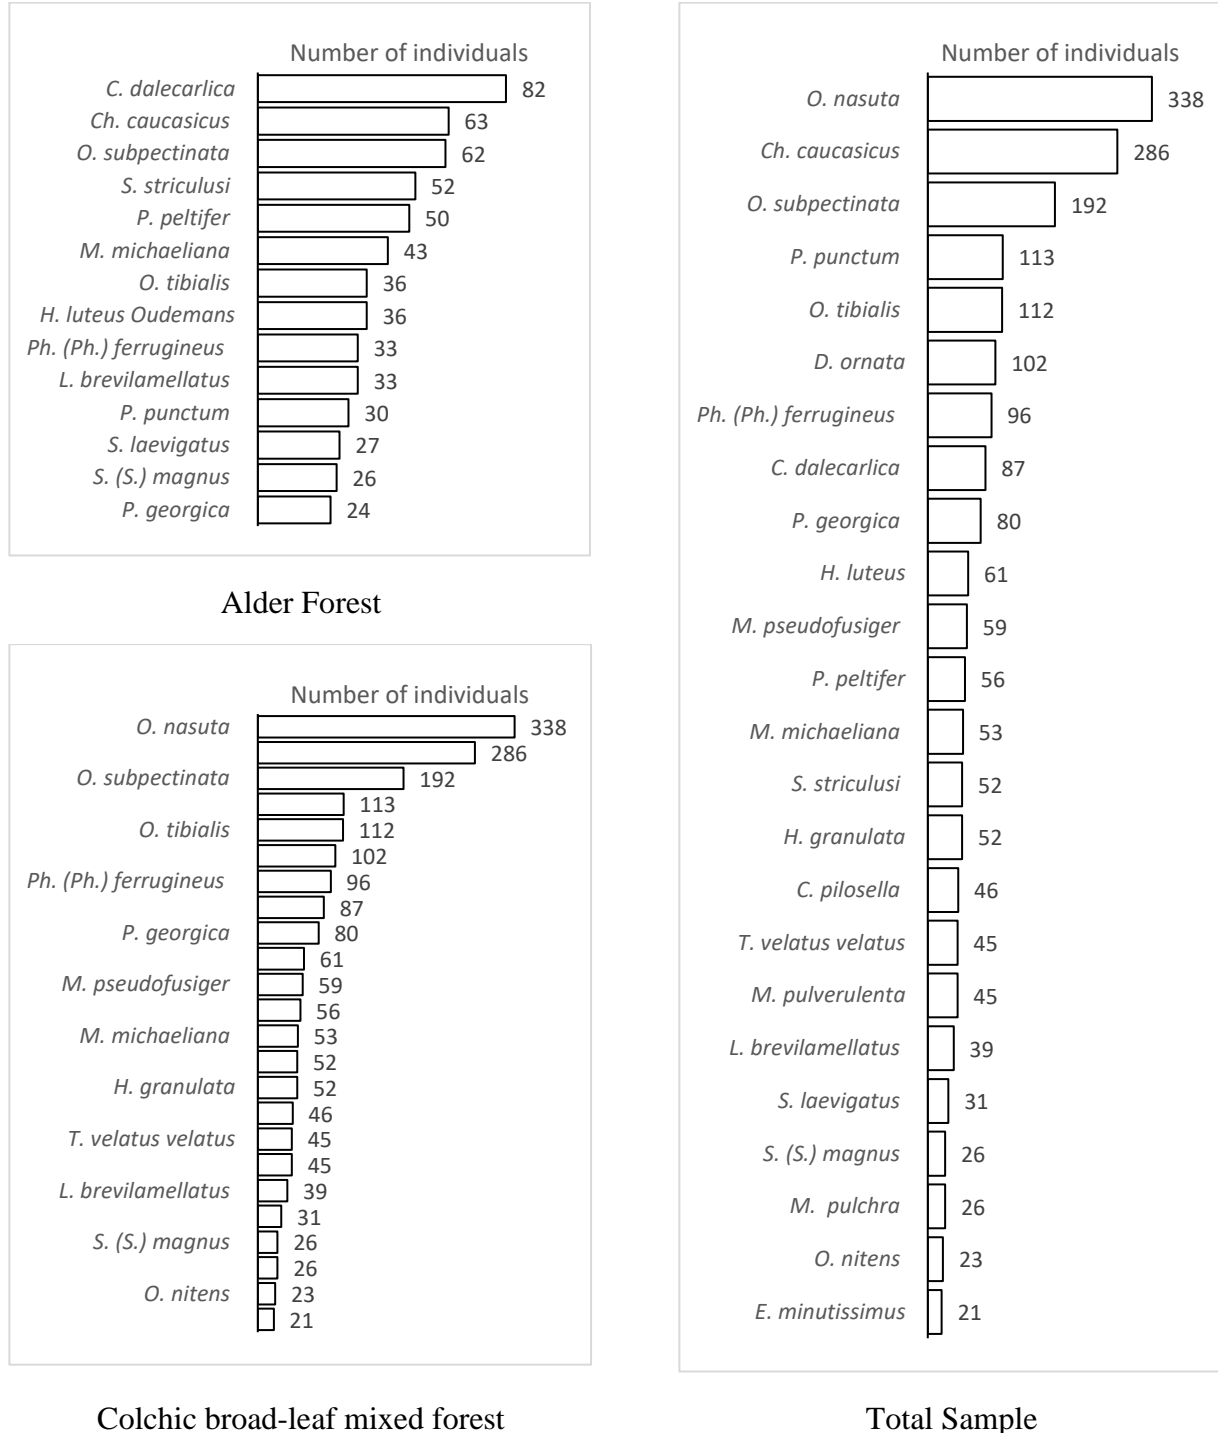 Number of individuals
C. dalecarlica 82
Ch. caucasicus 63
O. subpectinata 62
S. striculusi 52
P. peltifer 50
M. michaeliana 43
O. tibialis 36
H. luteus Oudemans 36
Ph. (Ph.) ferrugineus 33
L. brevilamellatus 33
P. punctum 30
S. laevigatus 27
S. (S.) magnus 26
P. georgica 24
Alder Forest
Number of individuals
O. nasuta 338
286
O. subpectinata 192
113
O. tibialis 112
102
Ph. (Ph.) ferrugineus 96
87
P. georgica 80
61
M. pseudofusiger 59
56
M. michaeliana 53
52
H. granulata 52
46
T. velatus velatus 45
45
L. brevilamellatus 39
31
S. (S.) magnus 26
26
O. nitens 23
21
Colchic broad-leaf mixed forest
Number of individuals
O. nasuta 338
Ch. caucasicus 286
O. subpectinata 192
P. punctum 113
O. tibialis 112
D. ornata 102
Ph. (Ph.) ferrugineus 96
C. dalecarlica 87
P. georgica 80
H. luteus 61
M. pseudofusiger 59
P. peltifer 56
M. michaeliana 53
S. striculusi 52
H. granulata 52
C. pilosella 46
T. velatus velatus 45
M. pulverulenta 45
L. brevilamellatus 39
S. laevigatus 31
S. (S.) magnus 26
M. pulchra 26
O. nitens 23
E. minutissimus 21
Total Sample